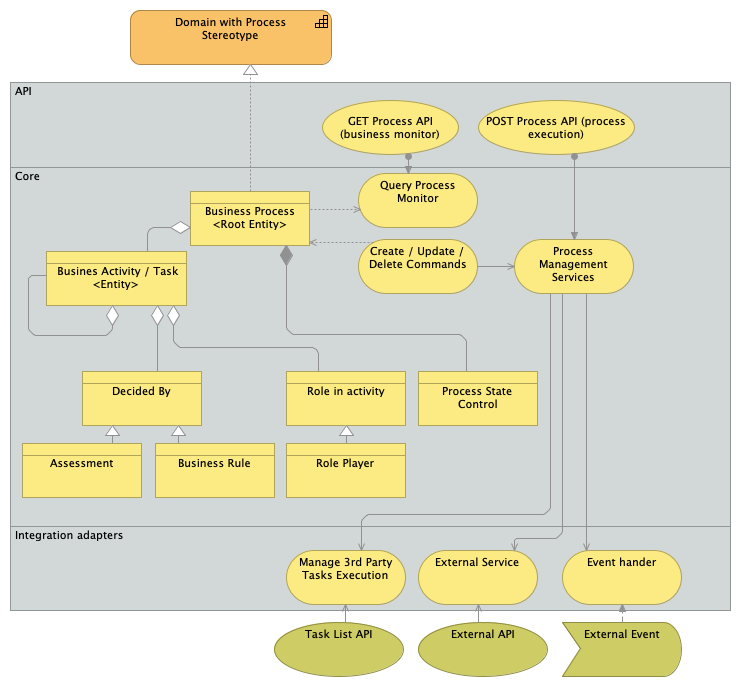 Domain with Process
Stereotype
API
GET Process API
(business monitor)
POST Process API (process
execution)
Core
Query Process
Monitor
Business Process
<Root Entity>
Create / Update /
Delete Commands
Process
Management
Services
Busines Activity / Task
<Entity>
Decided By
Role in activity
Process State
Control
Assessment
Business Rule
Role Player
Integration adapters
Manage 3rd Party
Tasks Execution
External Service
Event hander
Task List API
External API
External Event